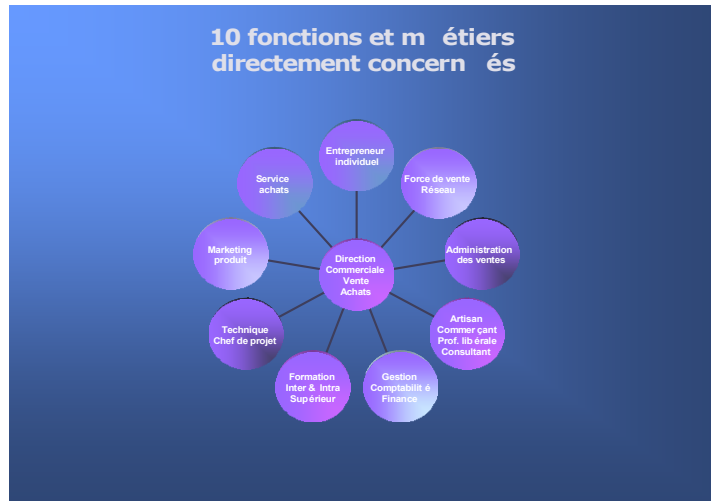 10 fonctions et m étiers
directement concern és
Entrepreneur
individuel
Service
achats
Force de vente
Réseau
Marketing
produit
Direction
Commerciale
Vente
Achats
Administration
des ventes
Technique
Chef de projet
Artisan
Commer çant
Prof. lib érale
Consultant
Formation
Inter & Intra
Supérieur
Gestion
Comptabilit é
Finance